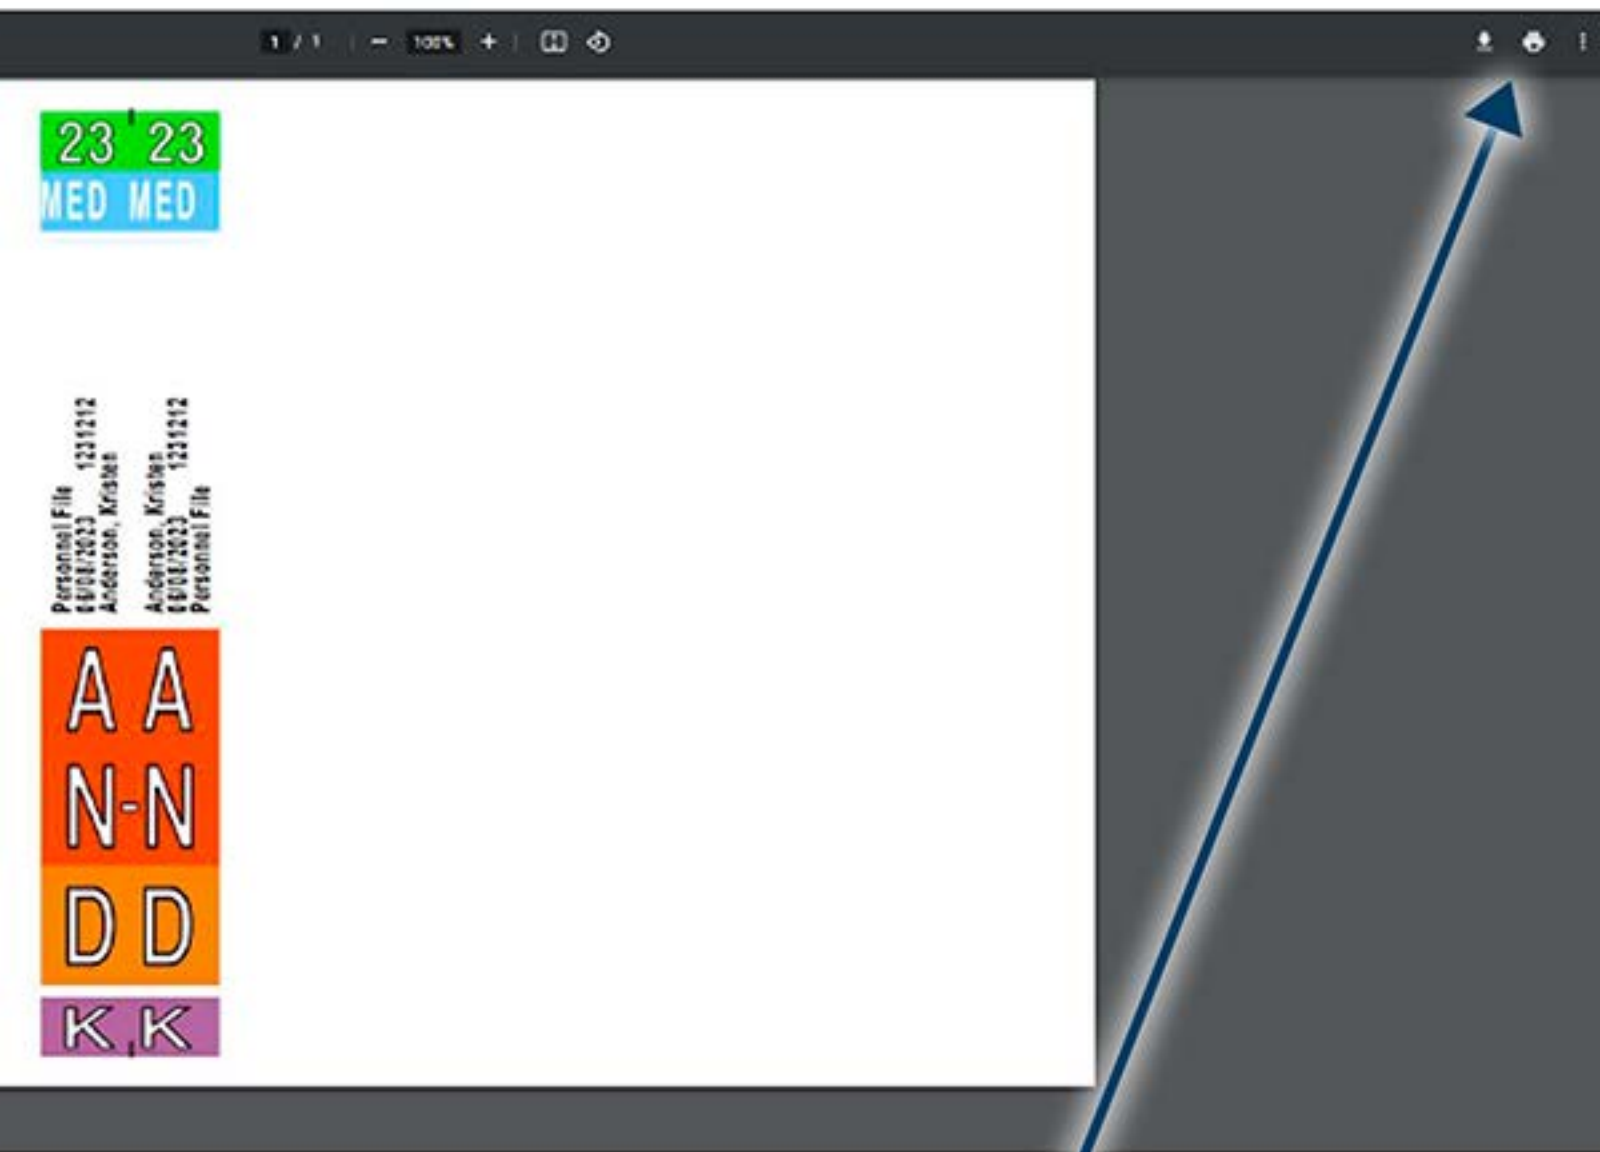 1 / 1 100%
23 23
MED MED
Personnel File
06/08/2023 1231212
Anderson, Kristen
Anderson, Kristen
06/08/2023 1231212
Personnel File
A A
N-N
D D
K K